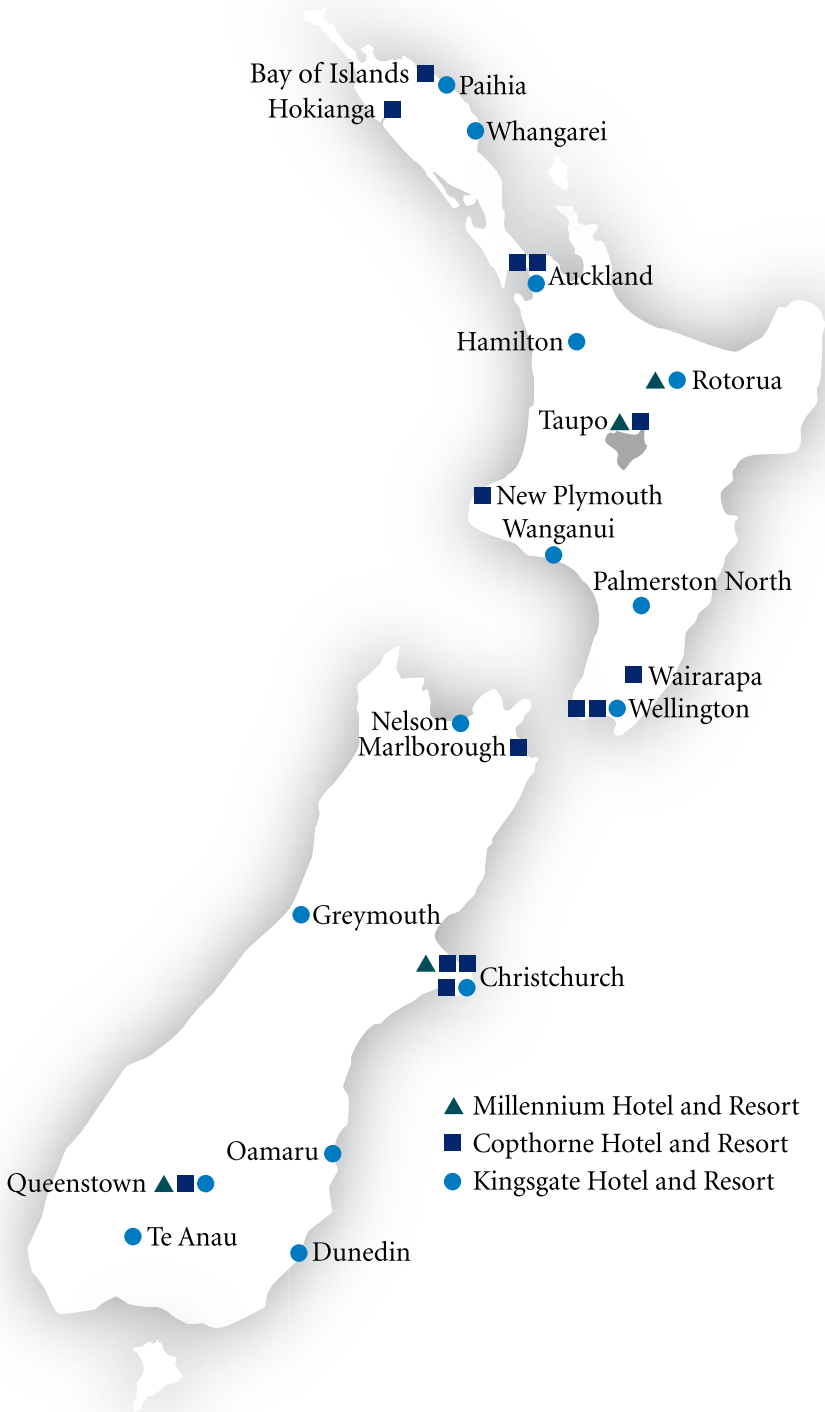 Bay of Islands
Paihia
Hokianga
Whangarei
Auckland
Hamilton
Rotorua
Taupo
New Plymouth
Wanganui
Palmerston North
Wairarapa
Wellington
Nelson
Marlborough
Greymouth
Christchurch
Millennium Hotel and Resort
Copthorne Hotel and Resort
Kingsgate Hotel and Resort
Oamaru
Queenstown
Te Anau
Dunedin